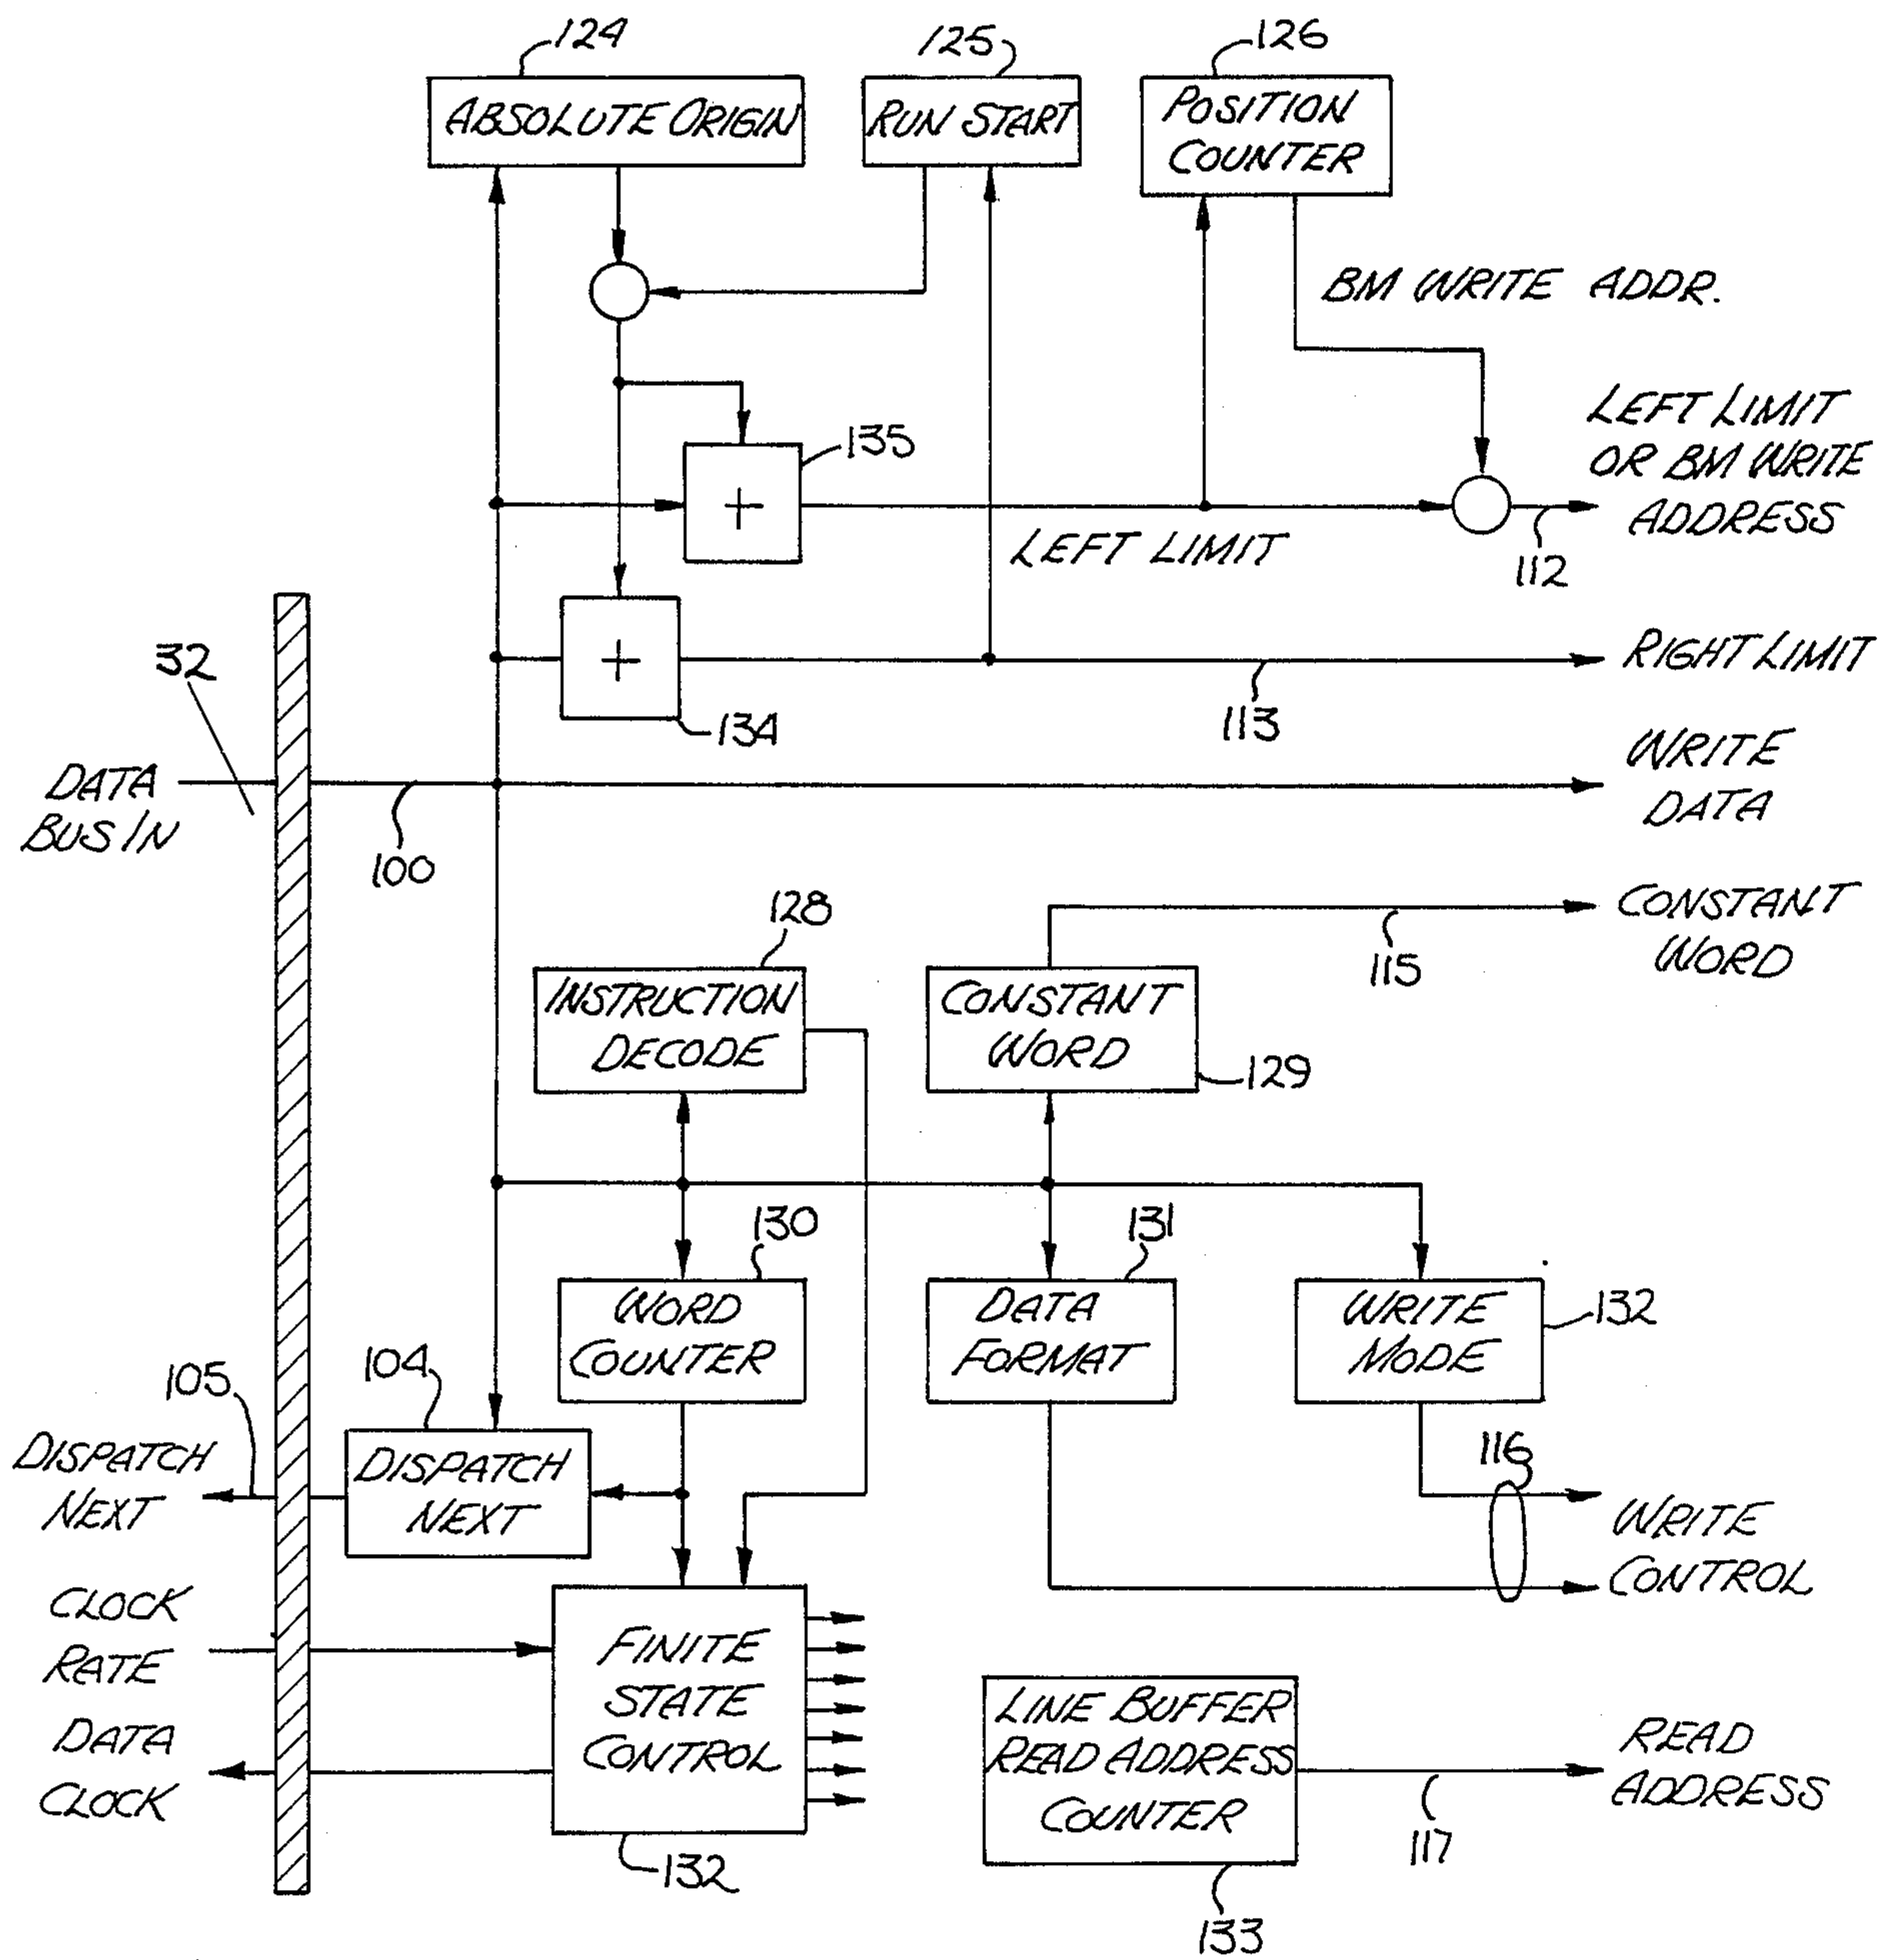 124
125
126
ABSOLUTE ORIGIN
RUN START
POSITION
COUNTER
BM WRITE ADDR.
LEFT LIMIT
OR BM WRITE
ADDRESS
135
+
LEFT LIMIT
112
32
+
RIGHT LIMIT
134
113
DATA
BUS IN
100
WRITE
DATA
128
CONSTANT
WORD
115
INSTRUCTION
DECODE
CONSTANT
WORD
129
130
131
WORD
COUNTER
DATA
FORMAT
WRITE
MODE
132
105
104
116
DISPATCH
NEXT
DISPATCH
NEXT
WRITE
CONTROL
CLOCK
RATE
DATA
CLOCK
FINITE
STATE
CONTROL
132
LINE BUFFER
READ ADDRESS
COUNTER
READ
ADDRESS
117
133